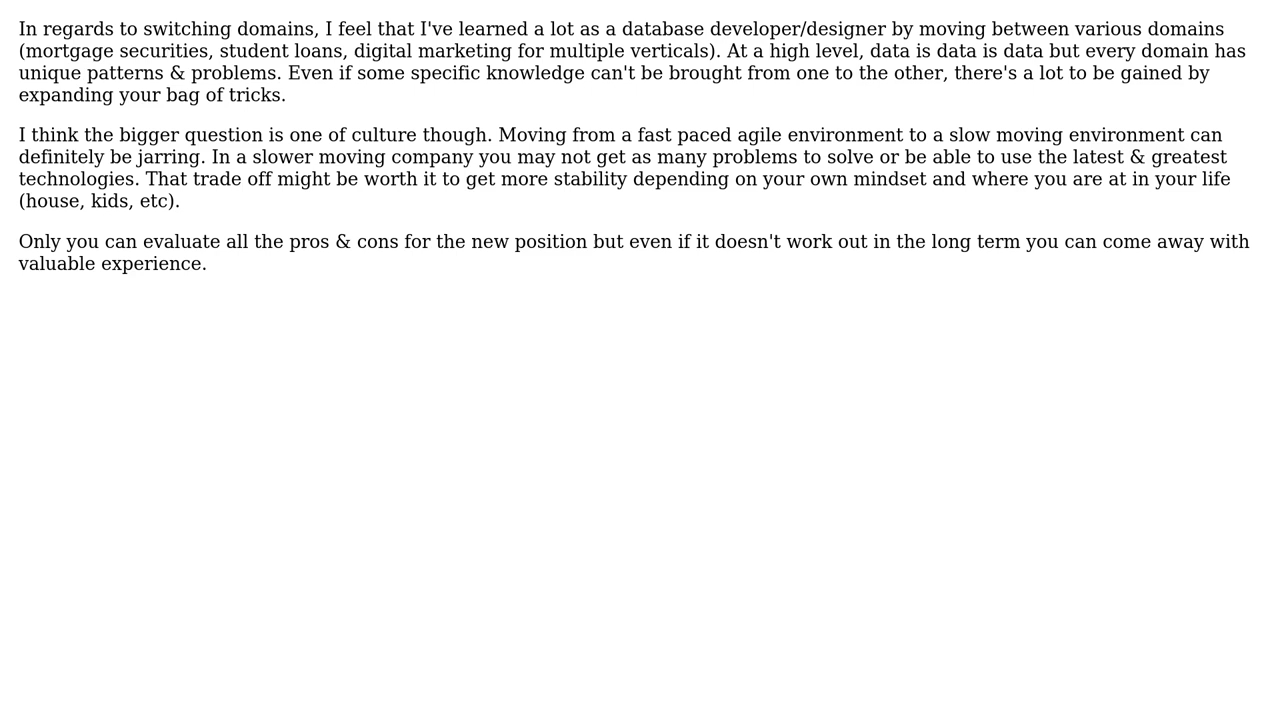 In regards to switching domains, I feel that I've learned a lot as a database developer/designer by moving between various domains
(mortgage securities, student loans, digital marketing for multiple verticals). At a high level, data is data is data but every domain has
unique patterns & problems. Even if some specific knowledge can't be brought from one to the other, there's a lot to be gained by
expanding your bag of tricks.
I think the bigger question is one of culture though. Moving from a fast paced agile environment to a slow moving environment can
definitely be jarring. In a slower moving company you may not get as many problems to solve or be able to use the latest & greatest
technologies. That trade off might be worth it to get more stability depending on your own mindset and where you are at in your life
(house, kids, etc).
Only you can evaluate all the pros & cons for the new position but even if it doesn't work out in the long term you can come away with
valuable experience.